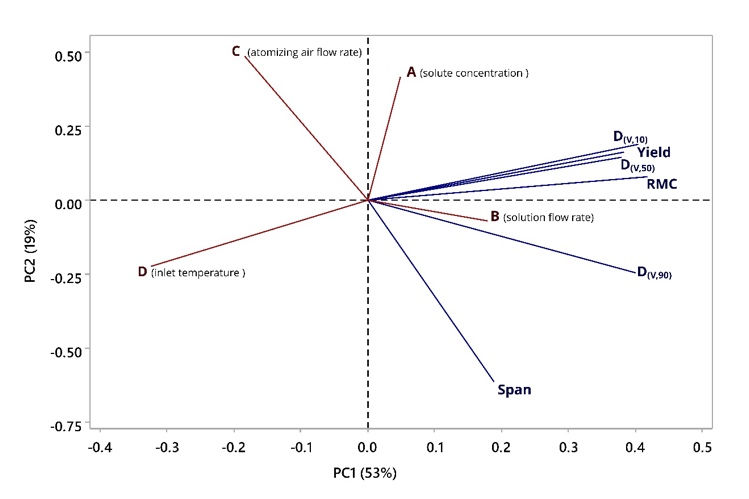 C (atomizing air flow rate)
A (solute concentration )
D(V,10)
Yield
D(V,50)
RMC
B (solution flow rate)
D (inlet temperature )
D(V,90)
Span
PC2 (19%)
0.50
0.25
0.00
-0.25
-0.50
-0.75
-0.4 -0.3 -0.2 -0.1 0.0 0.1 0.2 0.3 0.4 0.5
PC1 (53%)